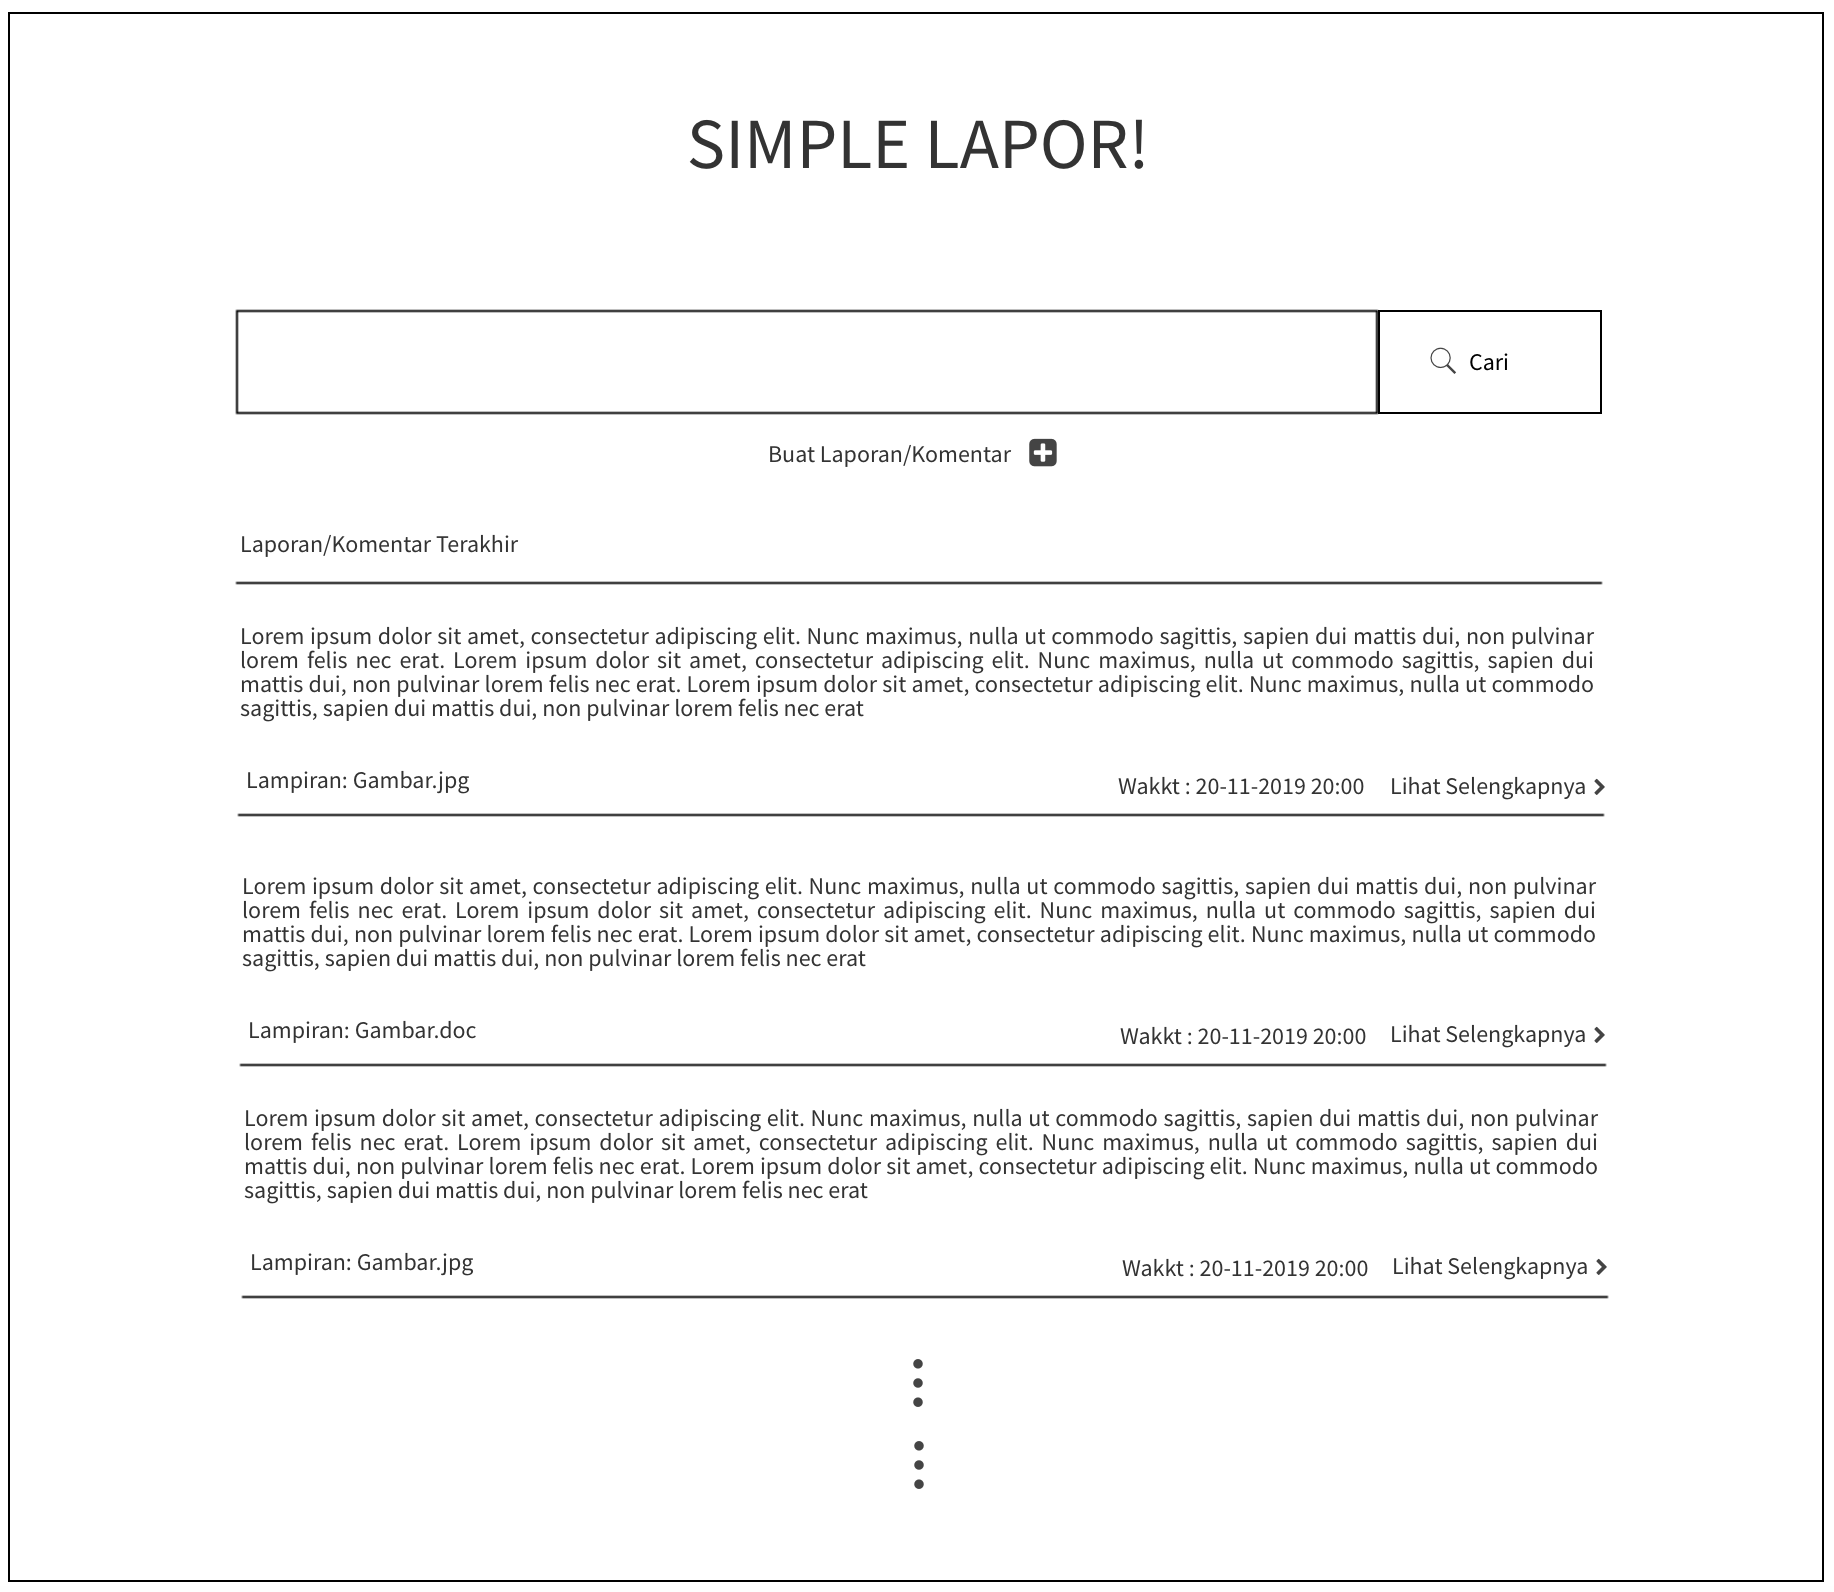 SIMPLE LAPOR!
Cari
Buat Laporan/Komentar
Laporan/Komentar Terakhir
Lorem ipsum dolor sit amet, consectetur adipiscing elit. Nunc maximus, nulla ut commodo sagittis, sapien dui mattis dui, non pulvinar
lorem felis nec erat. Lorem ipsum dolor sit amet, consectetur adipiscing elit. Nunc maximus, nulla ut commodo sagittis, sapien dui
mattis dui, non pulvinar lorem felis nec erat. Lorem ipsum dolor sit amet, consectetur adipiscing elit. Nunc maximus, nulla ut commodo
sagittis, sapien dui mattis dui, non pulvinar lorem felis nec erat
Lampiran: Gambar.jpg Wakkt : 20-11-2019 20:00 Lihat Selengkapnya
Lorem ipsum dolor sit amet, consectetur adipiscing elit. Nunc maximus, nulla ut commodo sagittis, sapien dui mattis dui, non pulvinar
lorem felis nec erat. Lorem ipsum dolor sit amet, consectetur adipiscing elit. Nunc maximus, nulla ut commodo sagittis, sapien dui
mattis dui, non pulvinar lorem felis nec erat. Lorem ipsum dolor sit amet, consectetur adipiscing elit. Nunc maximus, nulla ut commodo
sagittis, sapien dui mattis dui, non pulvinar lorem felis nec erat
Lampiran: Gambar.doc Wakkt : 20-11-2019 20:00 Lihat Selengkapnya
Lorem ipsum dolor sit amet, consectetur adipiscing elit. Nunc maximus, nulla ut commodo sagittis, sapien dui mattis dui, non pulvinar
lorem felis nec erat. Lorem ipsum dolor sit amet, consectetur adipiscing elit. Nunc maximus, nulla ut commodo sagittis, sapien dui
mattis dui, non pulvinar lorem felis nec erat. Lorem ipsum dolor sit amet, consectetur adipiscing elit. Nunc maximus, nulla ut commodo
sagittis, sapien dui mattis dui, non pulvinar lorem felis nec erat
Lampiran: Gambar.jpg Wakkt : 20-11-2019 20:00 Lihat Selengkapnya